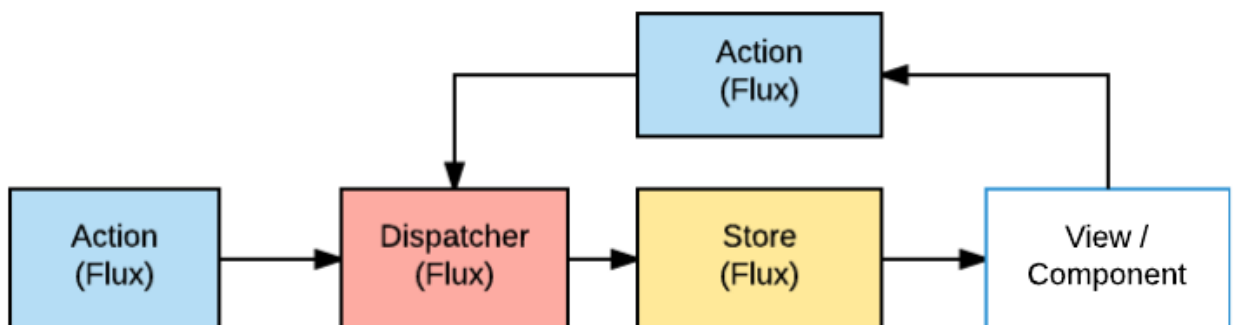 Action
(Flux)
Action
(Flux)
Dispatcher
(Flux)
Store
(Flux)
View /
Component